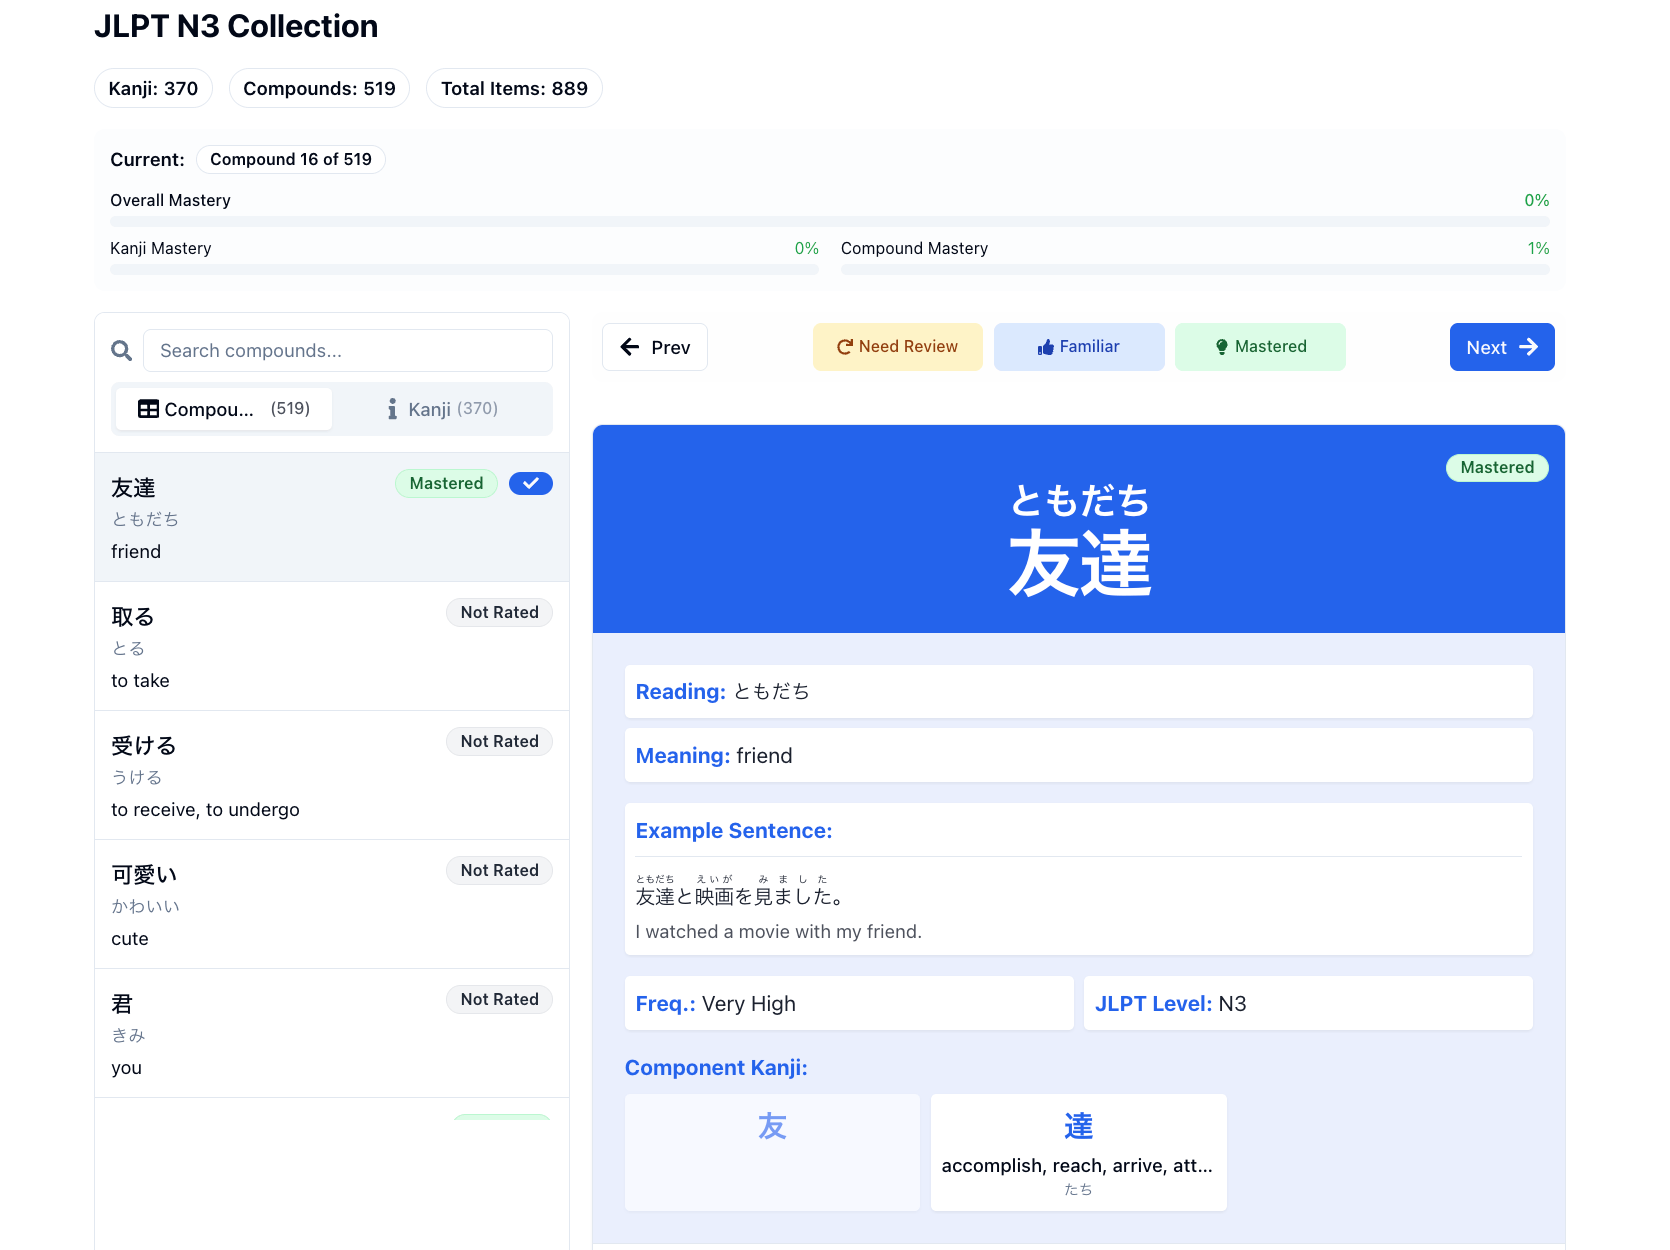 JLPT N3 Collection
Kanji: 370
Compounds: 519
Total Items: 889
Current: Compound 16 of 519
Overall Mastery 0%
Kanji Mastery 0%
Compound Mastery 1%
Search compounds...
Compou... (519)
Kanji (370)
友達
Mastered
ともだち
friend
取る
Not Rated
とる
to take
受ける
Not Rated
うける
to receive, to undergo
可愛い
Not Rated
かわいい
cute
君
Not Rated
きみ
you
Prev
Need Review
Familiar
Mastered
Next
Mastered
ともだち
友達
Reading: ともだち
Meaning: friend
Example Sentence:
ともだち えいが みました
友達と映画を見ました。
I watched a movie with my friend.
Freq.: Very High
JLPT Level: N3
Component Kanji:
友
達
accomplish, reach, arrive, att...
たち